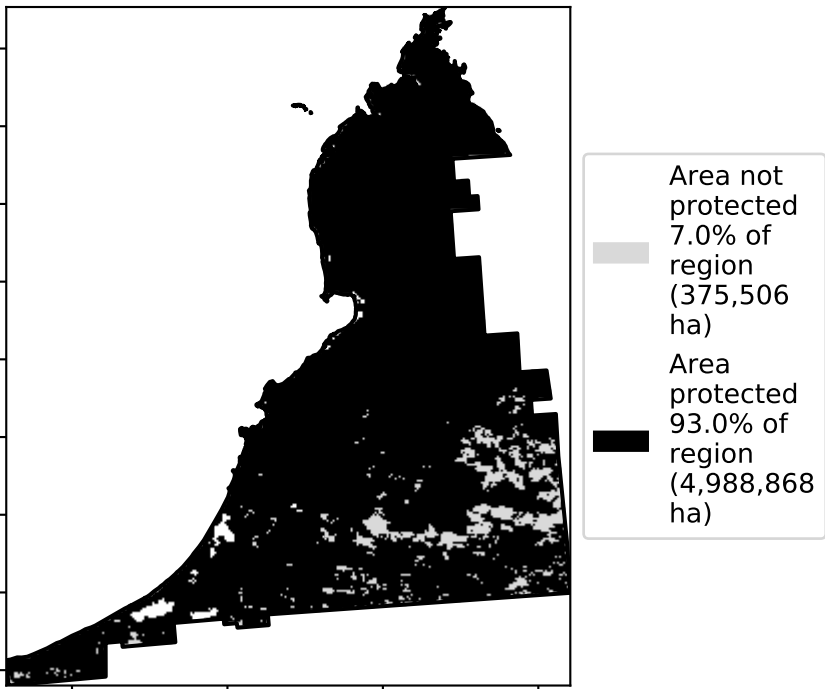 Area not
protected
7.0% of
region
(375,506
ha)
Area
protected
93.0% of
region
(4,988,868
ha)